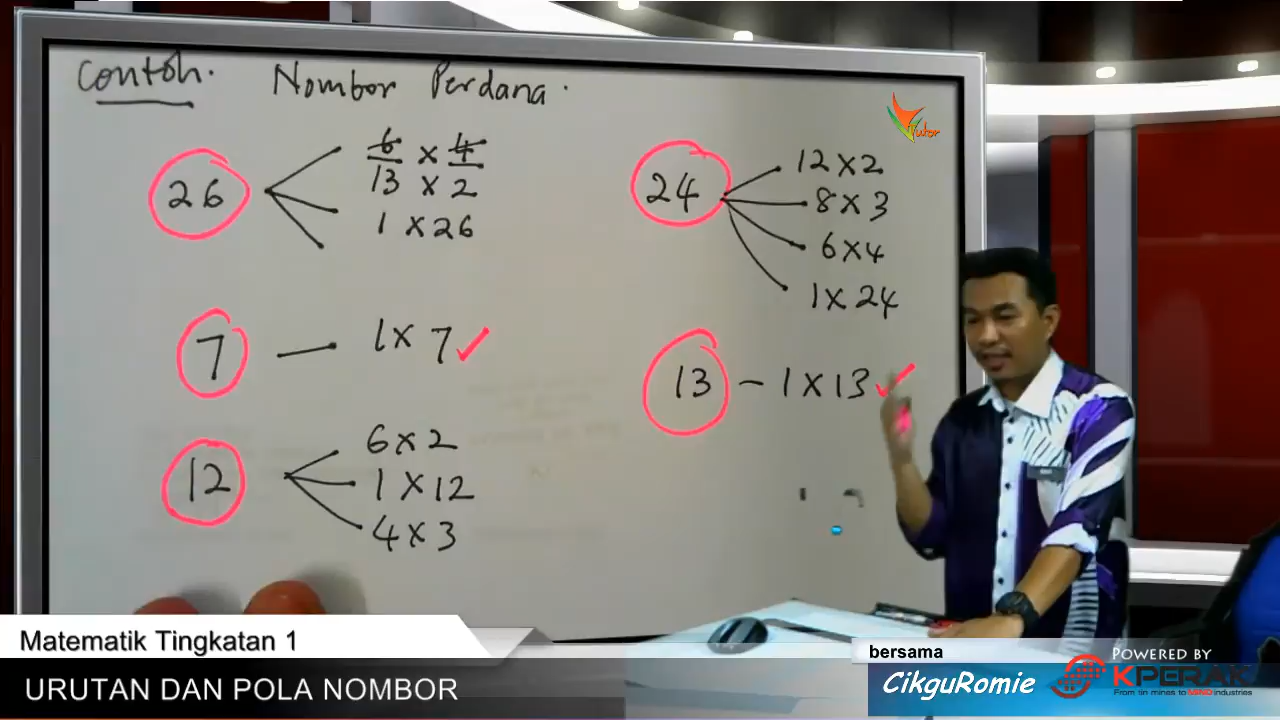 Contoh. Nombor Perdana.
26
6 x 4
13 x 2
1 x 26
7 — 1 x 7 ✓
12
6 x 2
1 x 12
4 x 3
Tutor
24
12 x 2
8 x 3
6 x 4
1 x 24
13 - 1 x 13 ✓
Matematik Tingkatan 1
URUTAN DAN POLA NOMBOR
bersama
CikguRomie
POWERED BY
KPERAK
From tin mines to MIND industries